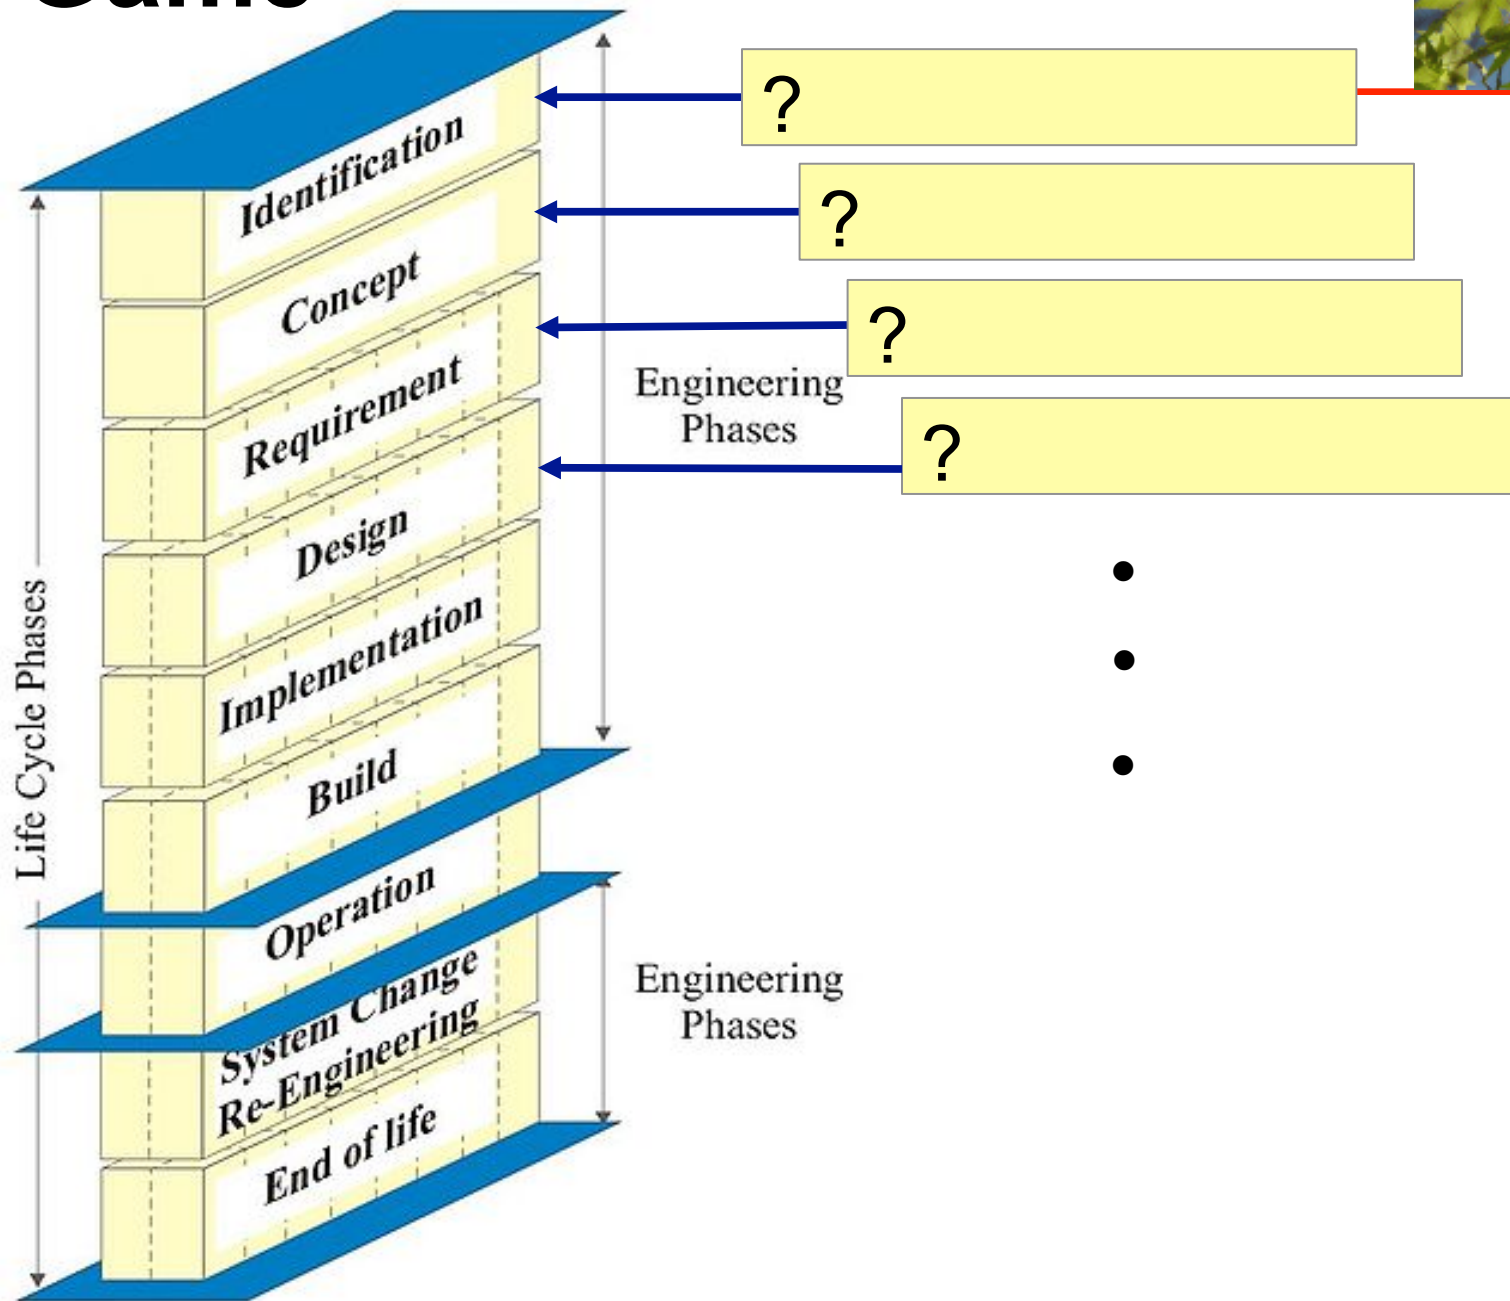 ?
Identification
?
Concept
?
Requirement
Engineering
Phases
?
Design
Implementation
Life Cycle Phases
Build
Operation
System Change
Re-Engineering
Engineering
Phases
End of life